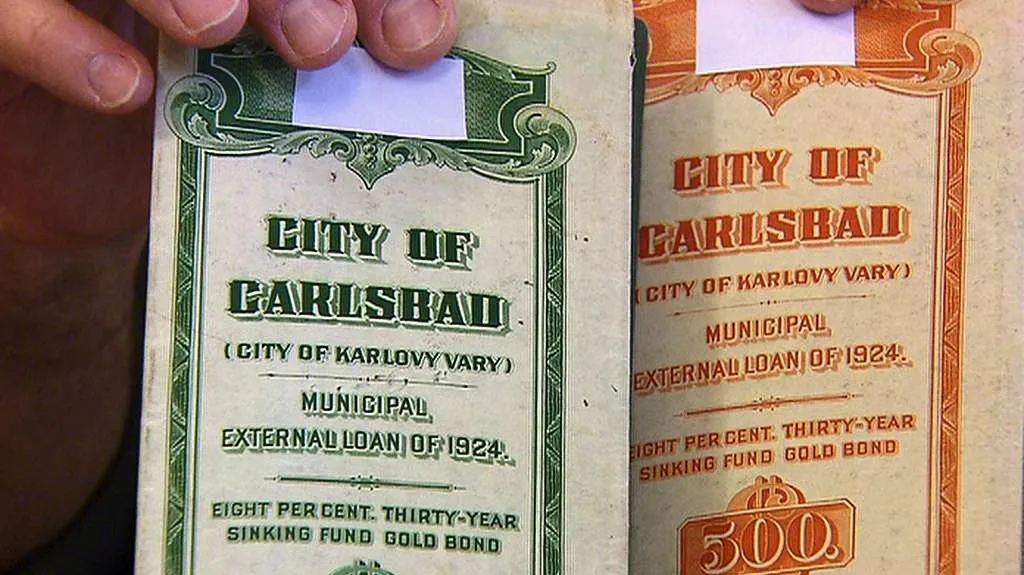 CITY OF
CARLSBAD
(CITY OF KARLOVY VARY)
MUNICIPAL
EXTERNAL LOAN OF 1924.
EIGHT PER CENT. THIRTY-YEAR
SINKING FUND GOLD BOND
CITY OF
CARLSBAD
(CITY OF KARLOVY VARY)
MUNICIPAL
EXTERNAL LOAN OF 1924.
EIGHT PER CENT. THIRTY-YEAR
SINKING FUND GOLD BOND
$
500.